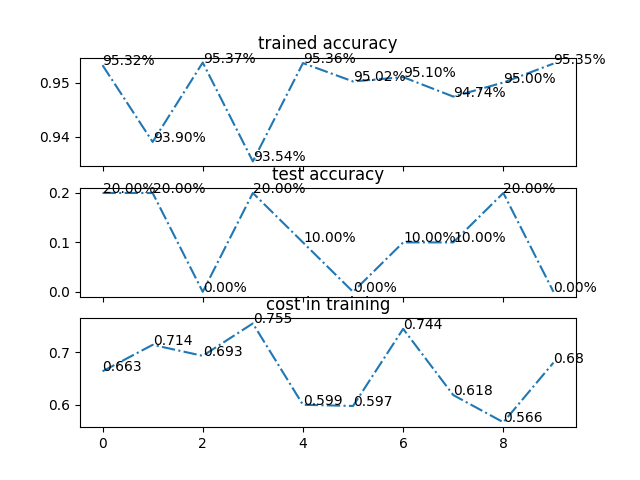 trained accuracy
95.32% 93.90% 95.37% 93.54% 95.36% 95.02% 95.10% 94.74% 95.00% 95.35%
0.95
0.94
test accuracy
20.00% 20.00% 0.00% 20.00% 10.00% 0.00% 10.00% 10.00% 20.00% 0.00%
0.2
0.1
0.0
cost in training
0.663 0.714 0.693 0.755 0.599 0.597 0.744 0.618 0.566 0.68
0.7
0.6
0 2 4 6 8